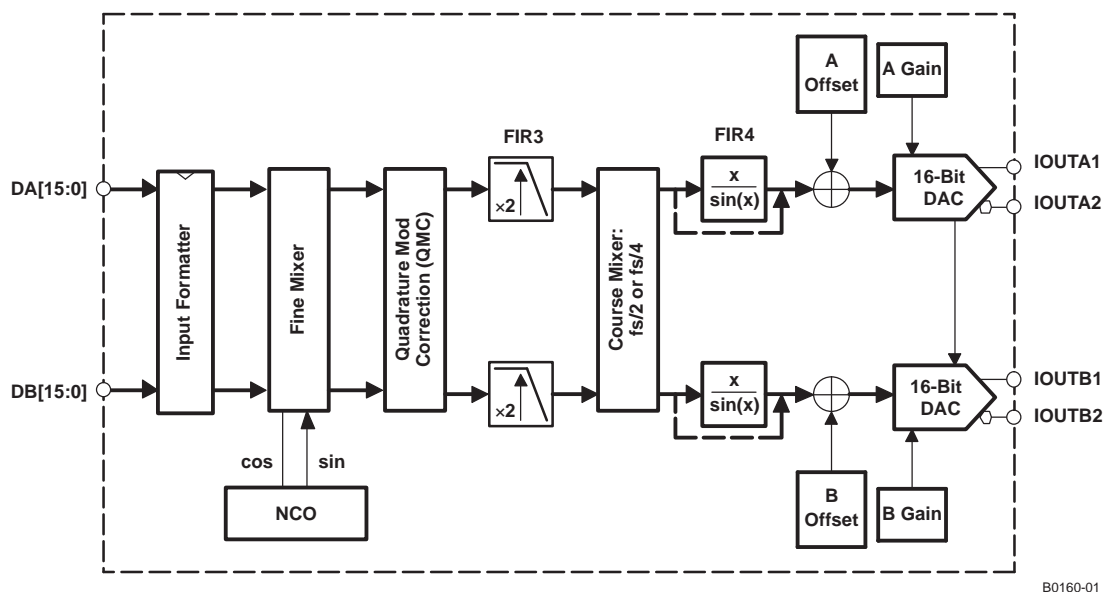 A
Offset
A Gain
FIR3
FIR4
DA[15:0]
×2
x
sin(x)
16-Bit
DAC
IOUTA1
IOUTA2
Input Formatter
Fine Mixer
Quadrature Mod
Correction (QMC)
Course Mixer:
fs/2 or fs/4
DB[15:0]
×2
x
sin(x)
16-Bit
DAC
IOUTB1
IOUTB2
cos
sin
NCO
B
Offset
B Gain
B0160-01